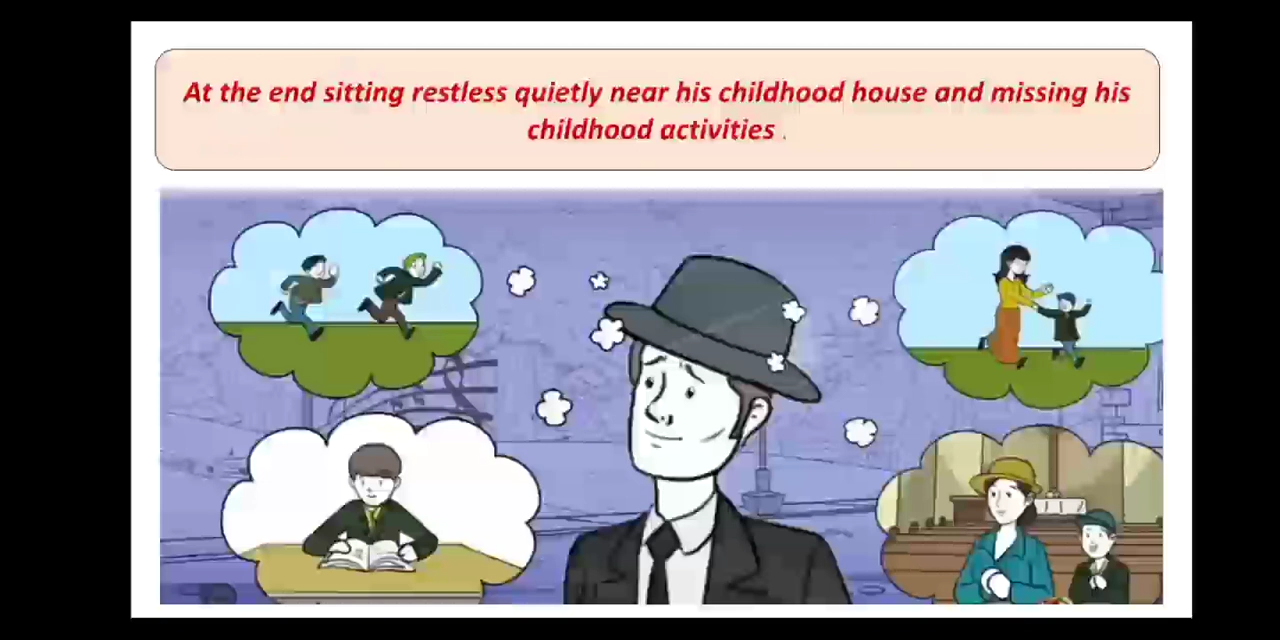 At the end sitting restless quietly near his childhood house and missing his
childhood activities .